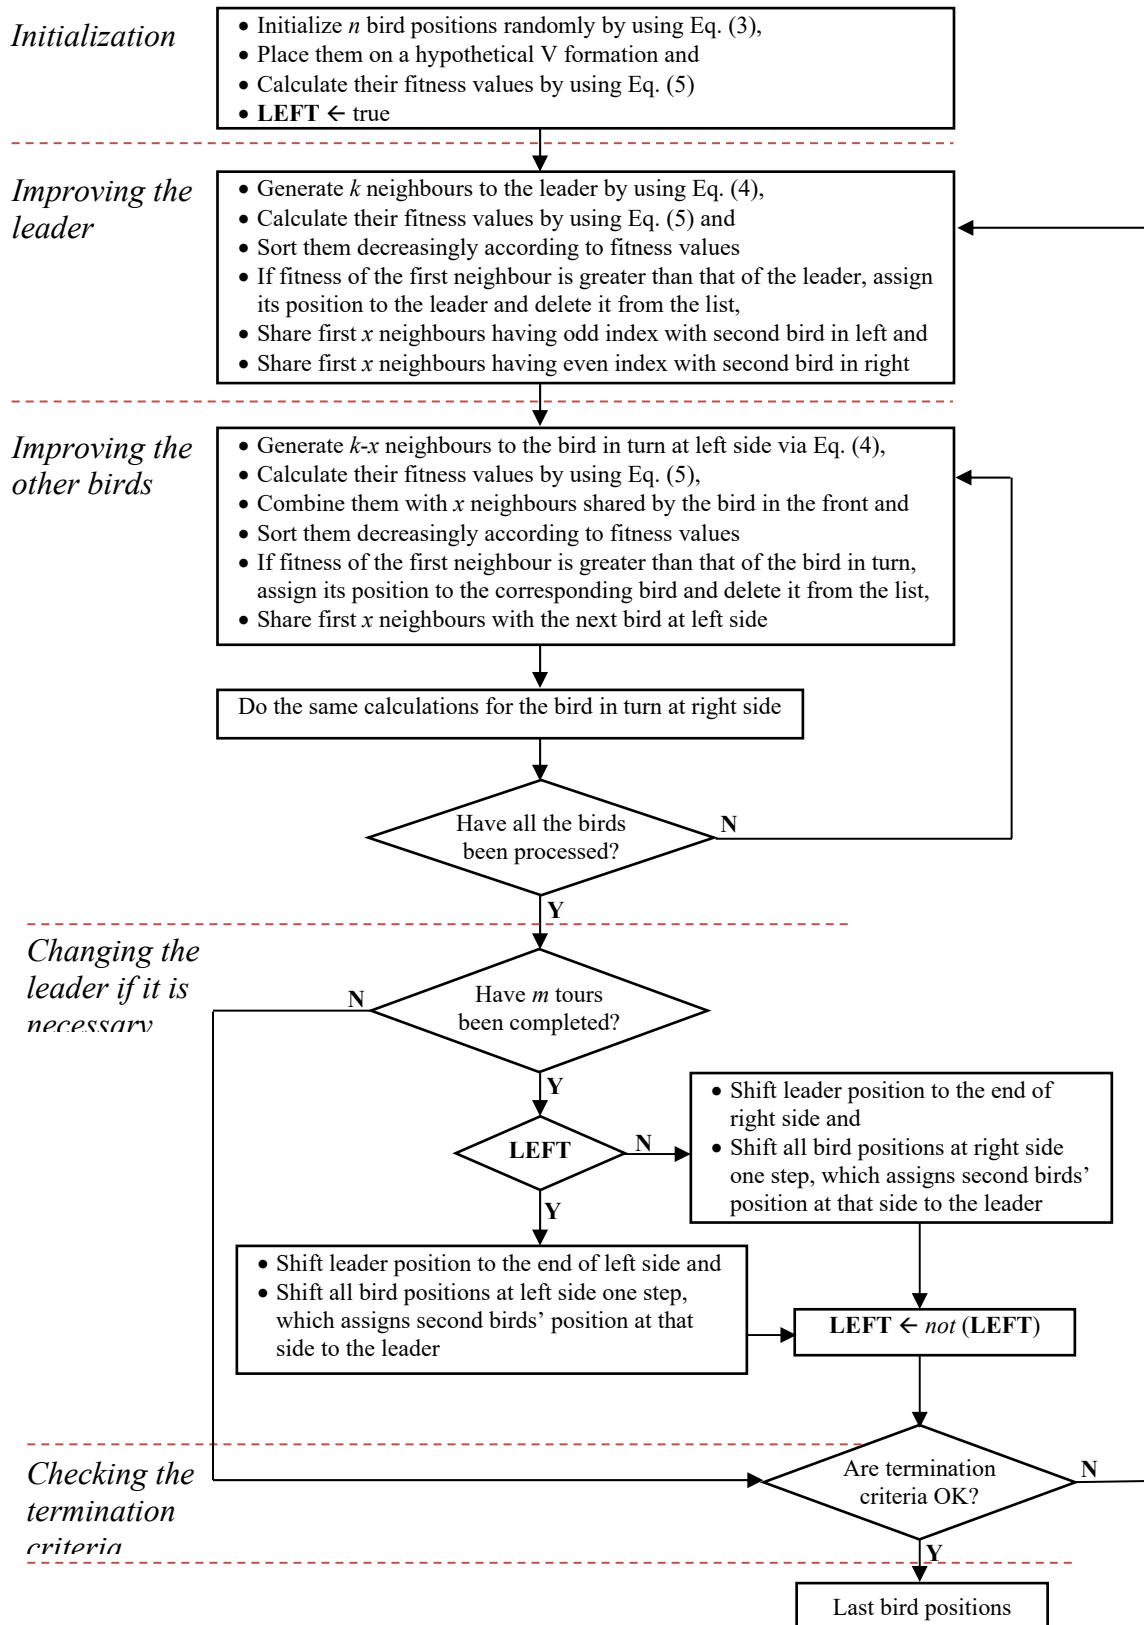 Initialization
• Initialize n bird positions randomly by using Eq. (3),
• Place them on a hypothetical V formation and
• Calculate their fitness values by using Eq. (5)
• LEFT ← true
Improving the
leader
• Generate k neighbours to the leader by using Eq. (4),
• Calculate their fitness values by using Eq. (5) and
• Sort them decreasingly according to fitness values
• If fitness of the first neighbour is greater than that of the leader, assign
its position to the leader and delete it from the list,
• Share first x neighbours having odd index with second bird in left and
• Share first x neighbours having even index with second bird in right
Improving the
other birds
• Generate k-x neighbours to the bird in turn at left side via Eq. (4),
• Calculate their fitness values by using Eq. (5),
• Combine them with x neighbours shared by the bird in the front and
• Sort them decreasingly according to fitness values
• If fitness of the first neighbour is greater than that of the bird in turn,
assign its position to the corresponding bird and delete it from the list,
• Share first x neighbours with the next bird at left side
Do the same calculations for the bird in turn at right side
Have all the birds
been processed?
N
Y
Changing the
leader if it is
necessary
Have m tours
been completed?
N
Y
LEFT
N
Y
• Shift leader position to the end of
right side and
• Shift all bird positions at right side
one step, which assigns second birds’
position at that side to the leader
• Shift leader position to the end of left side and
• Shift all bird positions at left side one step,
which assigns second birds’ position at that
side to the leader
LEFT ← not (LEFT)
Checking the
termination
criteria
Are termination
criteria OK?
N
Y
Last bird positions